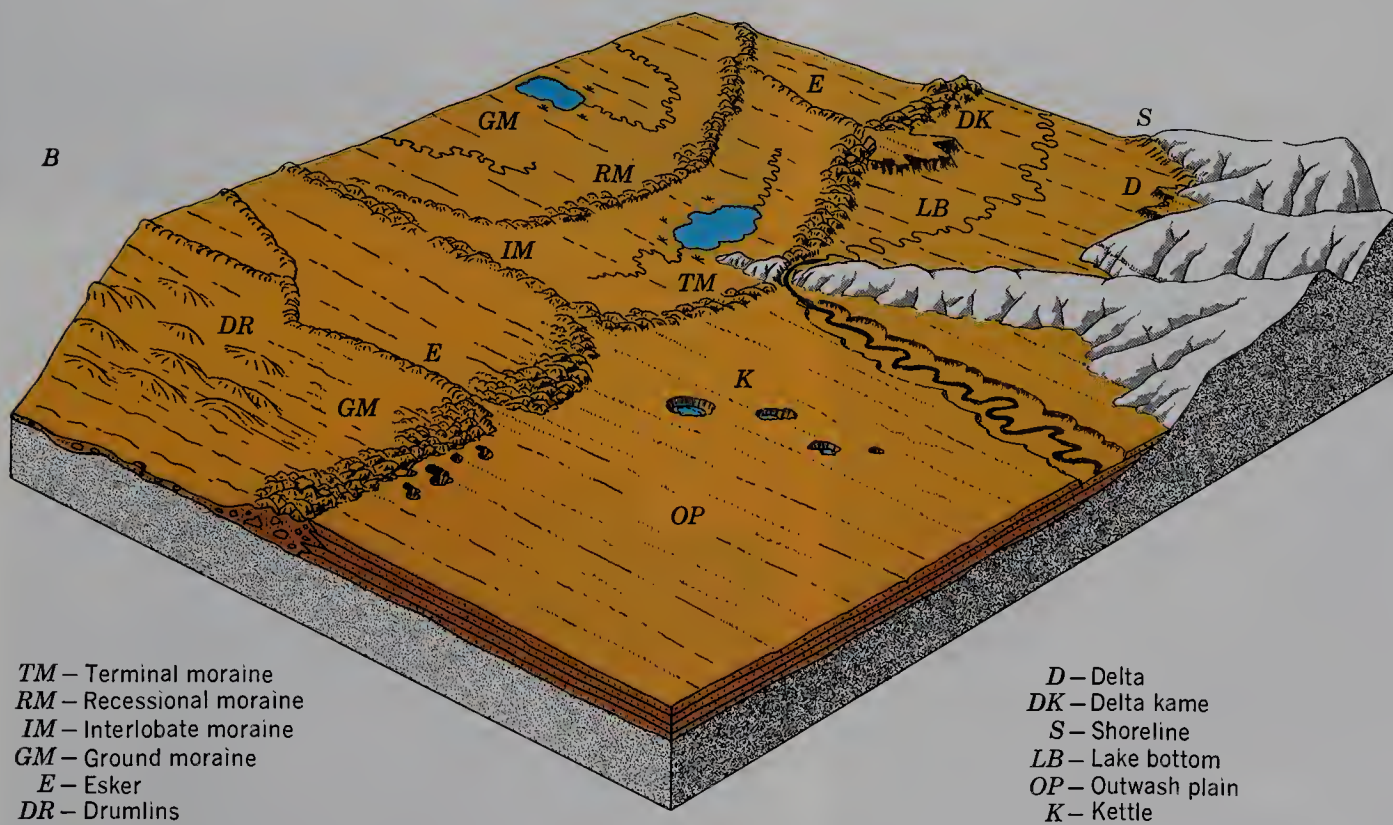 B
GM
E
DK
S
RM
D
LB
IM
TM
DR
E
K
GM
OP
TM – Terminal moraine
RM – Recessional moraine
IM – Interlobate moraine
GM – Ground moraine
E – Esker
DR – Drumlins
D – Delta
DK – Delta kame
S – Shoreline
LB – Lake bottom
OP – Outwash plain
K – Kettle